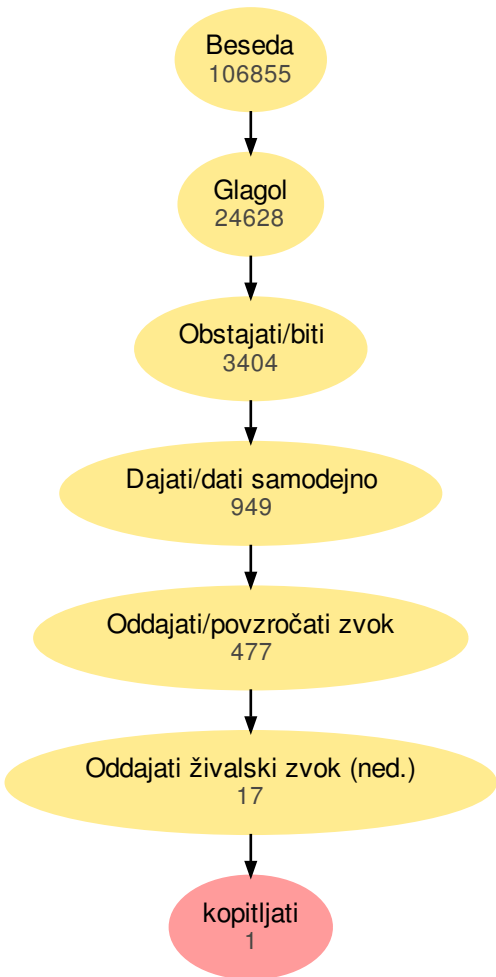 Beseda
106855
Glagol
24628
Obstajati/biti
3404
Dajati/dati samodejno
949
Oddajati/povzročati zvok
477
Oddajati živalski zvok (ned.)
17
kopitljati
1